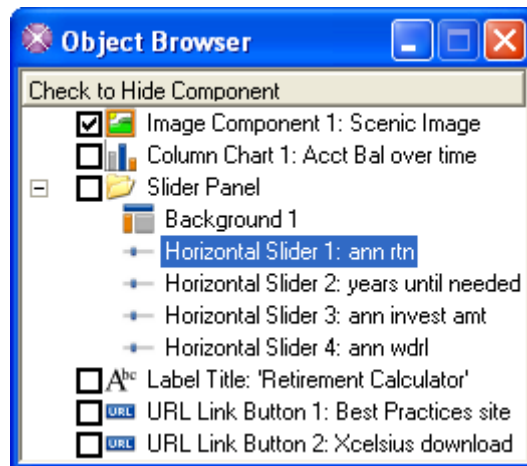 Object Browser
Check to Hide Component
Image Component 1: Scenic Image
Column Chart 1: Acct Bal over time
Slider Panel
Background 1
Horizontal Slider 1: ann rtn
Horizontal Slider 2: years until needed
Horizontal Slider 3: ann invest amt
Horizontal Slider 4: ann wdrl
Abc Label Title: 'Retirement Calculator'
URL URL Link Button 1: Best Practices site
URL URL Link Button 2: Xcelsius download